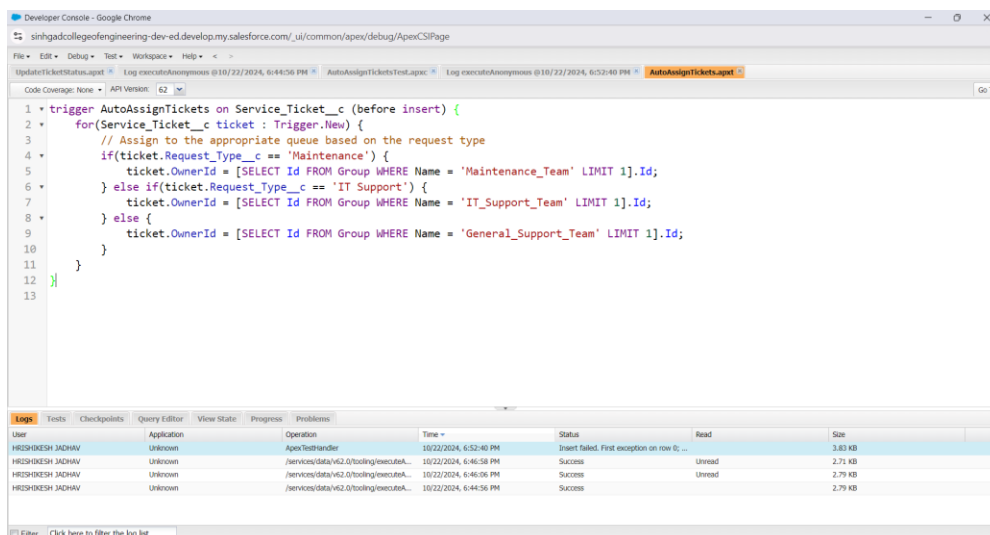 Developer Console - Google Chrome
sinhgadcollegeofengineering-dev-ed.develop.my.salesforce.com/_ui/common/apex/debug/ApexCSIPage
File Edit Debug Test Workspace Help < >
UpdateTicketStatus.apxt Log executeAnonymous @10/22/2024, 6:44:56 PM AutoAssignTicketsTest.apxc Log executeAnonymous @10/22/2024, 6:52:40 PM AutoAssignTickets.apxt
Code Coverage: None API Version: 62 Go
1 trigger AutoAssignTickets on Service_Ticket__c (before insert) {
2 for(Service_Ticket__c ticket : Trigger.New) {
3 // Assign to the appropriate queue based on the request type
4 if(ticket.Request_Type__c == 'Maintenance') {
5 ticket.OwnerId = [SELECT Id FROM Group WHERE Name = 'Maintenance_Team' LIMIT 1].Id;
6 } else if(ticket.Request_Type__c == 'IT Support') {
7 ticket.OwnerId = [SELECT Id FROM Group WHERE Name = 'IT_Support_Team' LIMIT 1].Id;
8 } else {
9 ticket.OwnerId = [SELECT Id FROM Group WHERE Name = 'General_Support_Team' LIMIT 1].Id;
10 }
11 }
12 }
13
Logs Tests Checkpoints Query Editor View State Progress Problems
User Application Operation Time Status Read Size
HRISHIKESH JADHAV Unknown ApexTestHandler 10/22/2024, 6:52:40 PM Insert failed. First exception on row 0; ... 3.83 KB
HRISHIKESH JADHAV Unknown /services/data/v62.0/tooling/executeA... 10/22/2024, 6:46:58 PM Success Unread 2.71 KB
HRISHIKESH JADHAV Unknown /services/data/v62.0/tooling/executeA... 10/22/2024, 6:46:06 PM Success Unread 2.79 KB
HRISHIKESH JADHAV Unknown /services/data/v62.0/tooling/executeA... 10/22/2024, 6:44:56 PM Success 2.79 KB
Filter Click here to filter the log list